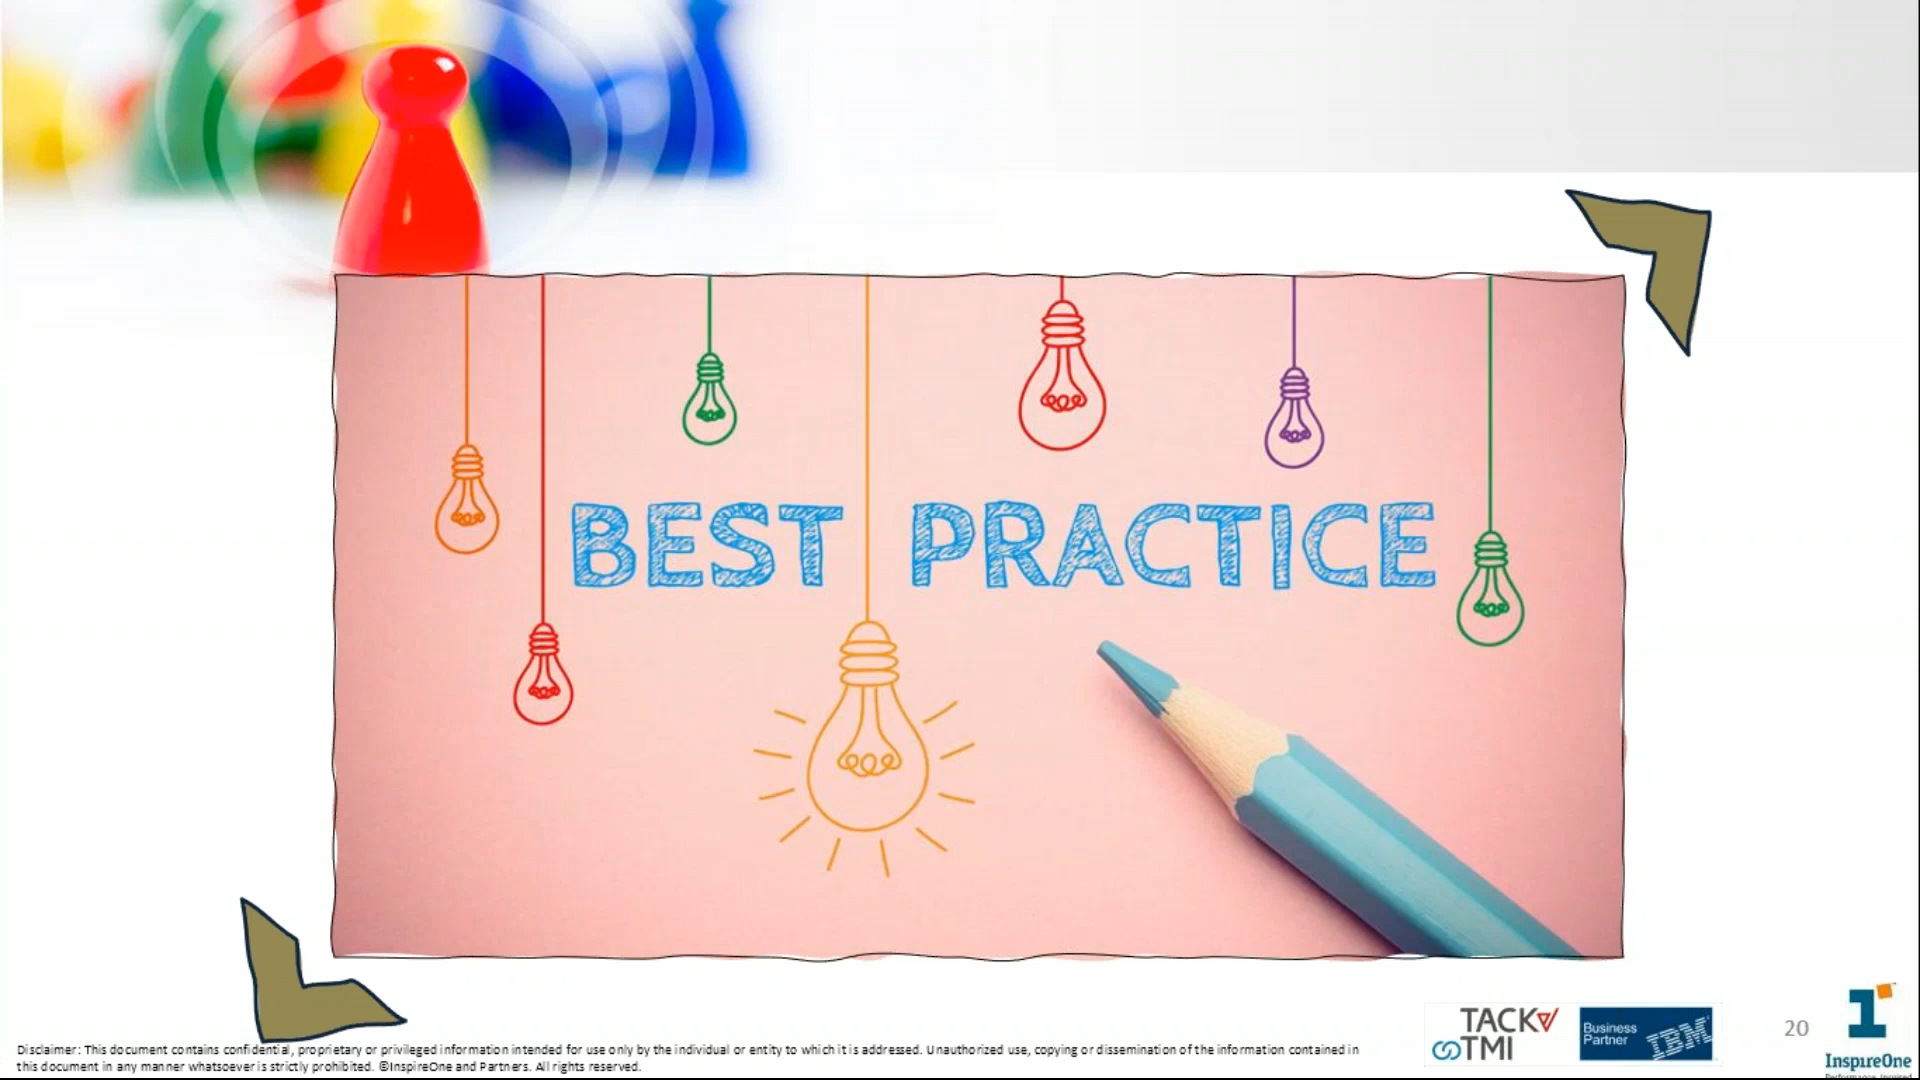 BEST PRACTICE
TACK
TMI
Business
Partner
IBM
20
InspireOne
Disclaimer: This document contains confidential, proprietary or privileged information intended for use only by the individual or entity to which it is addressed. Unauthorized use, copying or dissemination of the information contained in
this document in any manner whatsoever is strictly prohibited. ©InspireOne and Partners. All rights reserved.